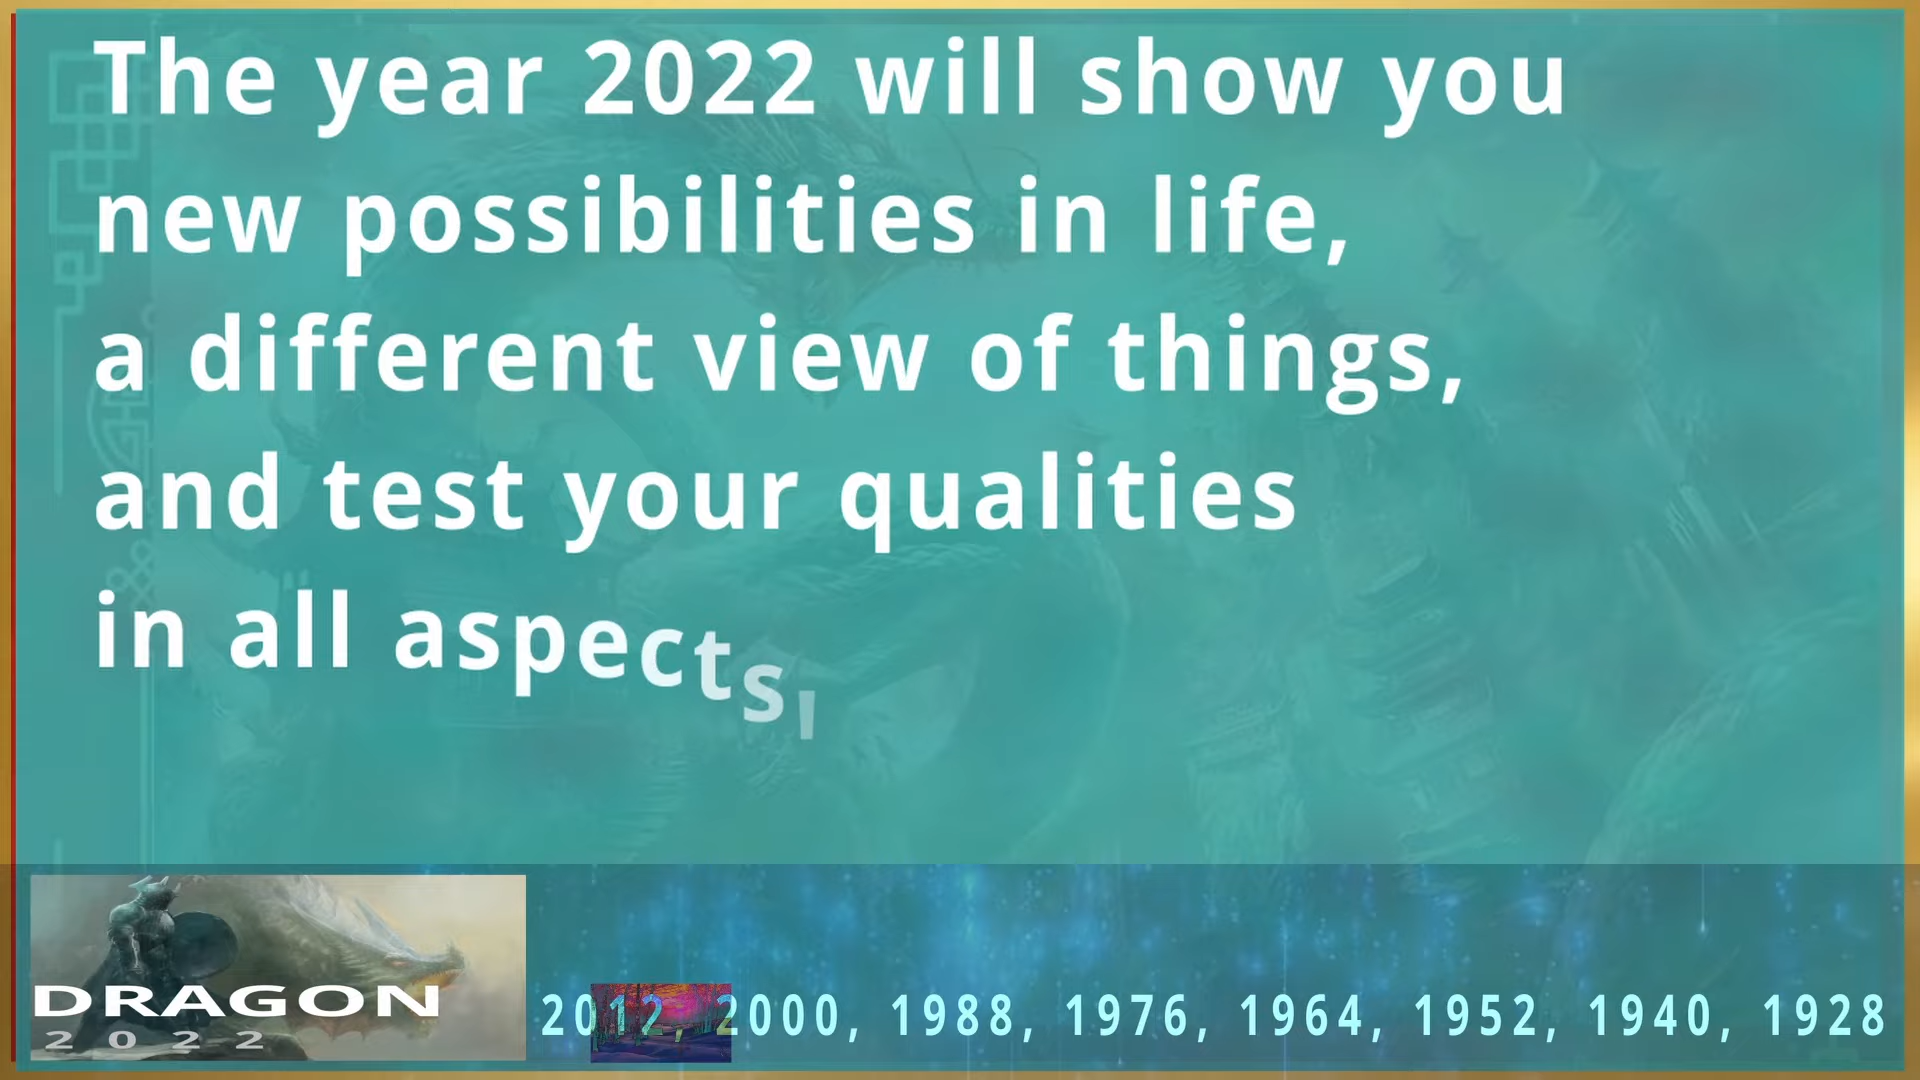 The year 2022 will show you
new possibilities in life,
a different view of things,
and test your qualities
in all aspects,
DRAGON
2022
2012, 2000, 1988, 1976, 1964, 1952, 1940, 1928